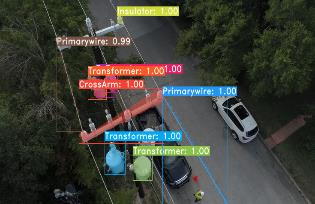 Insulator: 1.00
Primarywire: 0.99
Transformer: 1.00
1.00
CrossArm: 1.00
Primarywire: 1.00
Transformer: 1.00
Transformer: 1.00